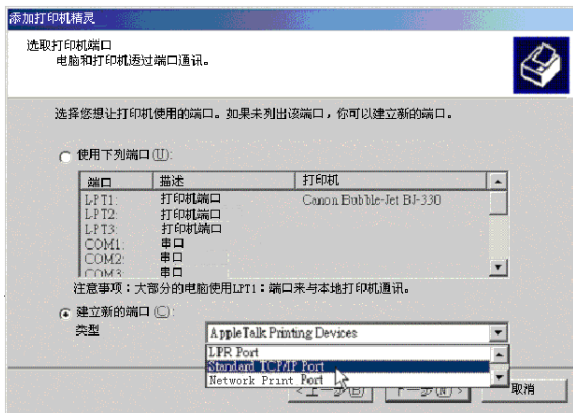 添加打印机精灵
选取打印机端口
电脑和打印机透过端口通讯。
选择您想让打印机使用的端口。如果未列出该端口，你可以建立新的端口。
使用下列端口(U):
端口 描述 打印机
LPT1: 打印机端口 Canon Bubble-Jet BJ-330
LPT2: 打印机端口
LPT3: 打印机端口
COM1: 串口
COM2: 串口
COM3: 串口
注意事项：大部分的电脑使用LPT1：端口来与本地打印机通讯。
建立新的端口(C):
类型 AppleTalk Printing Devices
LPR Port
Standard TCP/IP Port
Network Print Port
<上一步(B) 下一步(N)> 取消